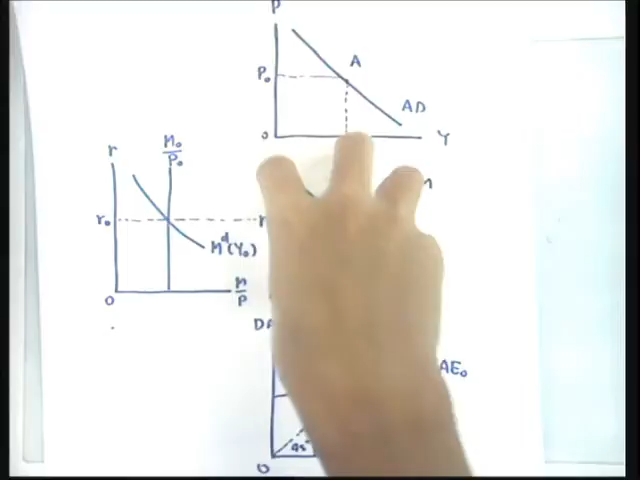 P
A
P₀
AD
0
Y
r
M₀/P₀
r₀
r
Mᵈ(Y₀)
M/P
0
AE₀
45°
0